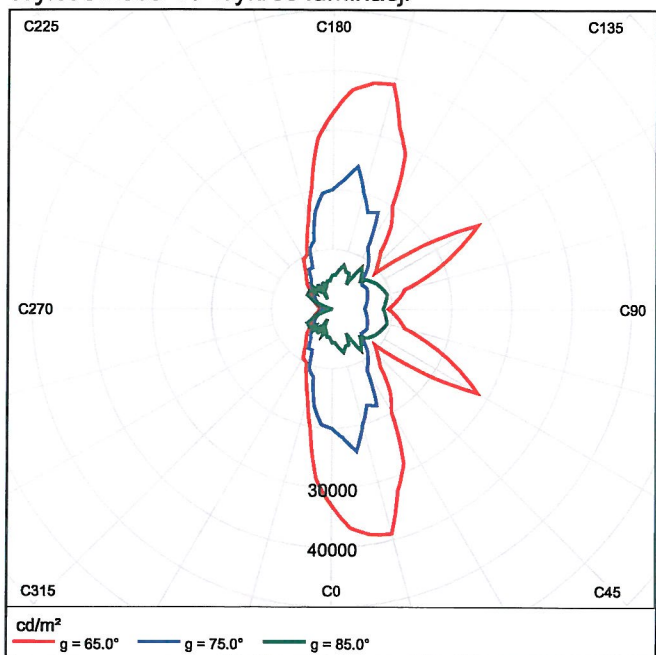 C225 C180 C135
C270 C90
30000
40000
C315 C0 C45
cd/m²
g = 65.0° g = 75.0° g = 85.0°